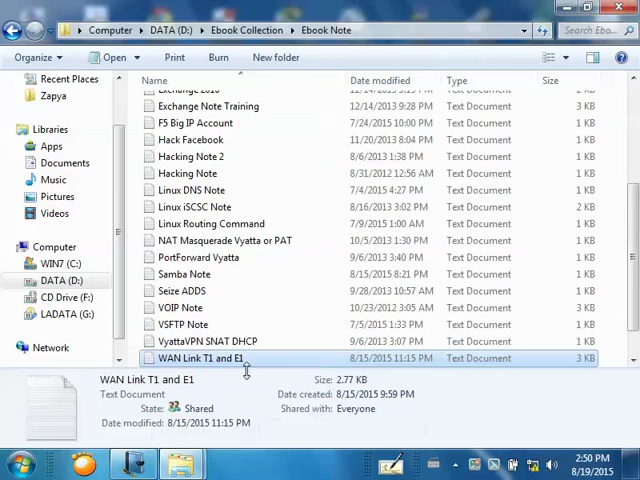 Computer ▸ DATA (D:) ▸ Ebook Collection ▸ Ebook Note
Search Ebo...
Organize Open Print Burn New folder
Recent Places
Zapya
Libraries
Apps
Documents
Music
Pictures
Videos
Computer
WIN7 (C:)
DATA (D:)
CD Drive (F:)
LADATA (G:)
Network
Name Date modified Type Size
Exchange 2010 12/24/2013 3:23 PM Text Document 2 KB
Exchange Note Training 12/14/2013 9:28 PM Text Document 1 KB
F5 Big IP Account 7/24/2015 10:00 PM Text Document 1 KB
Hack Facebook 11/20/2013 8:04 PM Text Document 1 KB
Hacking Note 2 8/6/2013 1:38 PM Text Document 1 KB
Hacking Note 8/31/2012 12:56 AM Text Document 1 KB
Linux DNS Note 7/4/2015 4:27 PM Text Document 1 KB
Linux iSCSC Note 8/16/2013 3:02 PM Text Document 2 KB
Linux Routing Command 7/9/2015 1:00 AM Text Document 1 KB
NAT Masquerade Vyatta or PAT 10/5/2013 1:30 PM Text Document 1 KB
PortForward Vyatta 9/6/2013 3:40 PM Text Document 1 KB
Samba Note 8/15/2015 8:21 PM Text Document 1 KB
Seize ADDS 9/28/2013 10:57 AM Text Document 1 KB
VOIP Note 10/23/2012 3:05 AM Text Document 1 KB
VSFTP Note 7/5/2015 1:33 PM Text Document 1 KB
VyattaVPN SNAT DHCP 9/6/2013 3:07 PM Text Document 1 KB
WAN Link T1 and E1 8/15/2015 11:15 PM Text Document 3 KB
WAN Link T1 and E1 Size: 2.77 KB
Text Document Date created: 8/15/2015 9:59 PM
State: Shared Shared with: Everyone
Date modified: 8/15/2015 11:15 PM
2:50 PM
8/19/2015